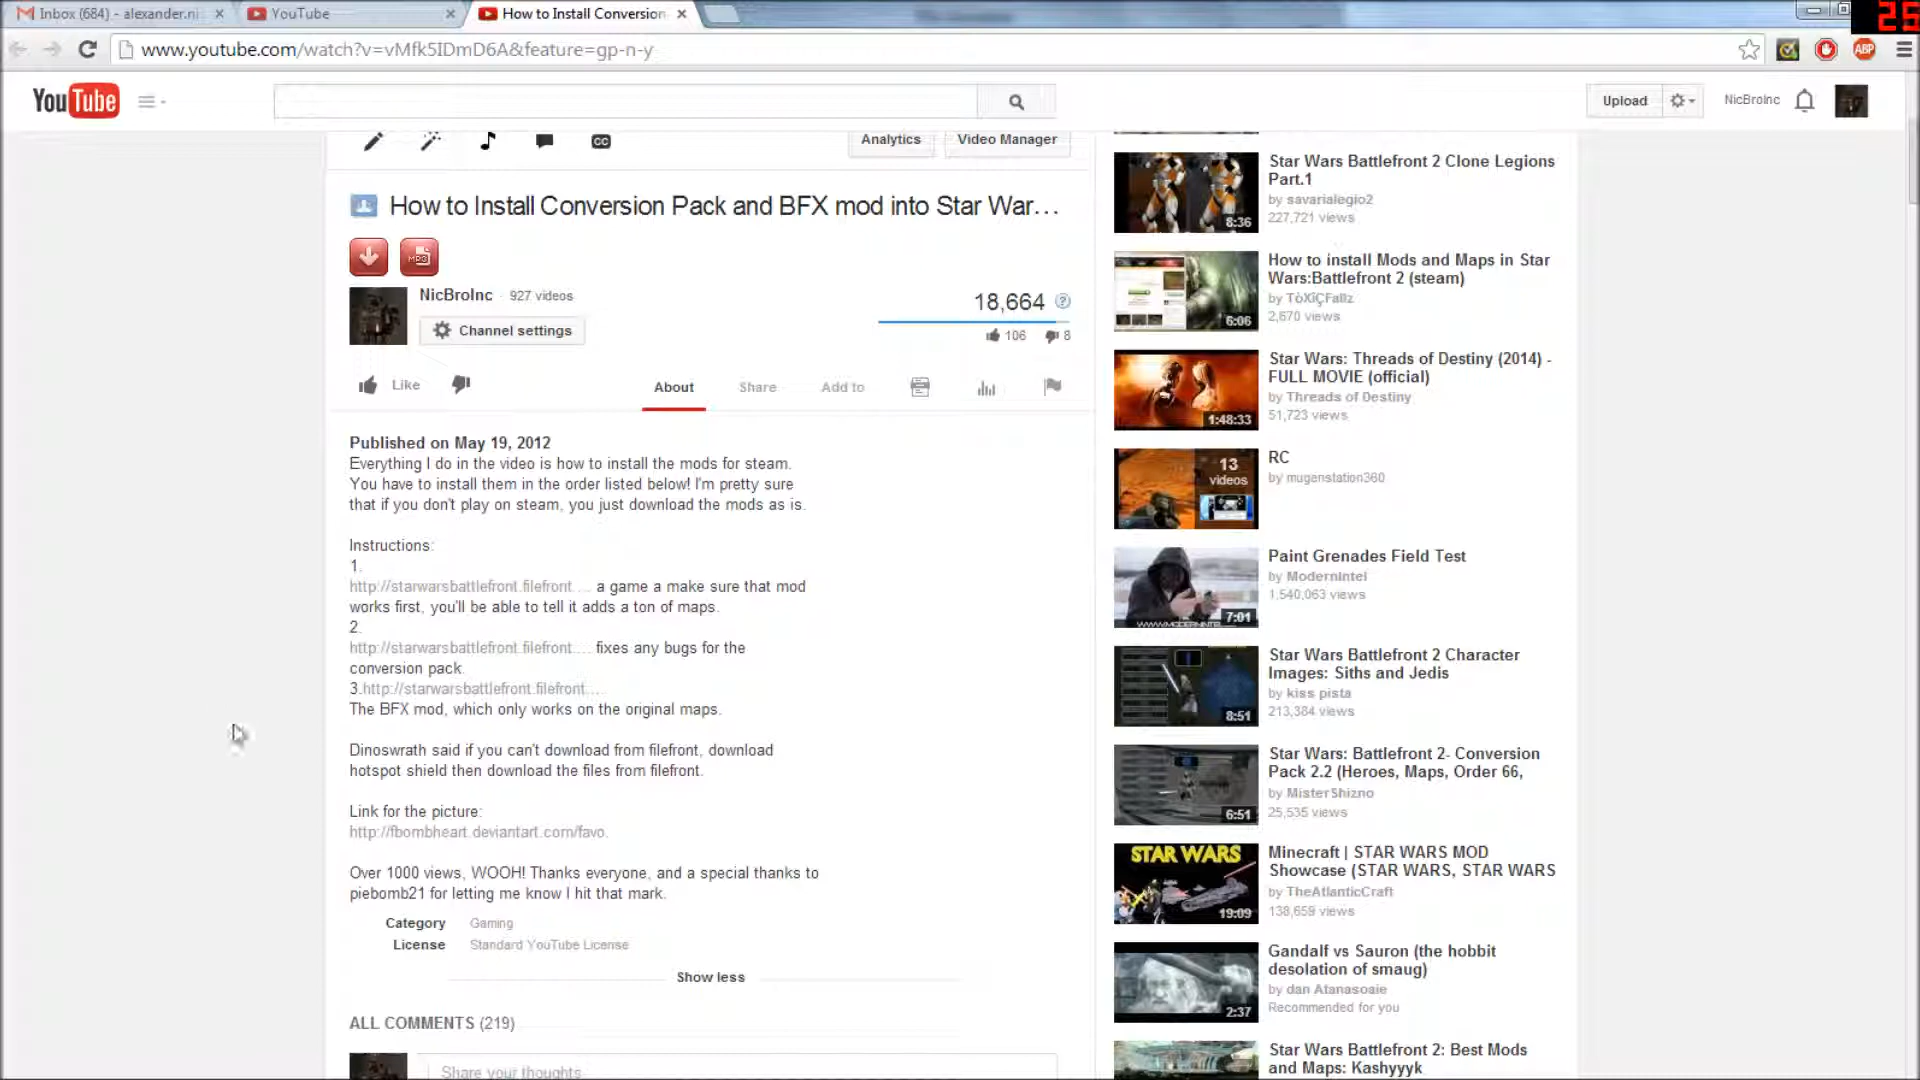 Inbox (684) - alexander.ni
YouTube
How to Install Conversion
25
www.youtube.com/watch?v=vMfk5IDmD6A&feature=gp-n-y
ABP
YouTube
Upload
NicBroInc
CC
Analytics
Video Manager
How to Install Conversion Pack and BFX mod into Star War...
MP3
NicBroInc · 927 videos
Channel settings
18,664
106
8
Like
About
Share
Add to
Published on May 19, 2012
Everything I do in the video is how to install the mods for steam.
You have to install them in the order listed below! I'm pretty sure
that if you don't play on steam, you just download the mods as is.
Instructions:
1.
http://starwarsbattlefront.filefront.... a game a make sure that mod
works first, you'll be able to tell it adds a ton of maps.
2.
http://starwarsbattlefront.filefront.... fixes any bugs for the
conversion pack.
3.http://starwarsbattlefront.filefront....
The BFX mod, which only works on the original maps.
Dinoswrath said if you can't download from filefront, download
hotspot shield then download the files from filefront.
Link for the picture:
http://fbombheart.deviantart.com/favo.
Over 1000 views, WOOH! Thanks everyone, and a special thanks to
piebomb21 for letting me know I hit that mark.
Category Gaming
License Standard YouTube License
Show less
ALL COMMENTS (219)
Share your thoughts
Star Wars Battlefront 2 Clone Legions
Part.1
by savarialegio2
227,721 views
8:36
How to install Mods and Maps in Star
Wars:Battlefront 2 (steam)
by TòXîÇFallz
2,670 views
6:06
Star Wars: Threads of Destiny (2014) -
FULL MOVIE (official)
by Threads of Destiny
51,723 views
1:48:33
RC
by mugenstation360
13
videos
Paint Grenades Field Test
by ModernIntel
1,540,063 views
7:01
Star Wars Battlefront 2 Character
Images: Siths and Jedis
by kiss pista
213,384 views
8:51
Star Wars: Battlefront 2- Conversion
Pack 2.2 (Heroes, Maps, Order 66,
by MisterShizno
25,535 views
6:51
STAR WARS
Minecraft | STAR WARS MOD
Showcase (STAR WARS, STAR WARS
by TheAtlanticCraft
138,659 views
19:09
Gandalf vs Sauron (the hobbit
desolation of smaug)
by dan Atanasoaie
Recommended for you
2:37
Star Wars Battlefront 2: Best Mods
and Maps: Kashyyyk